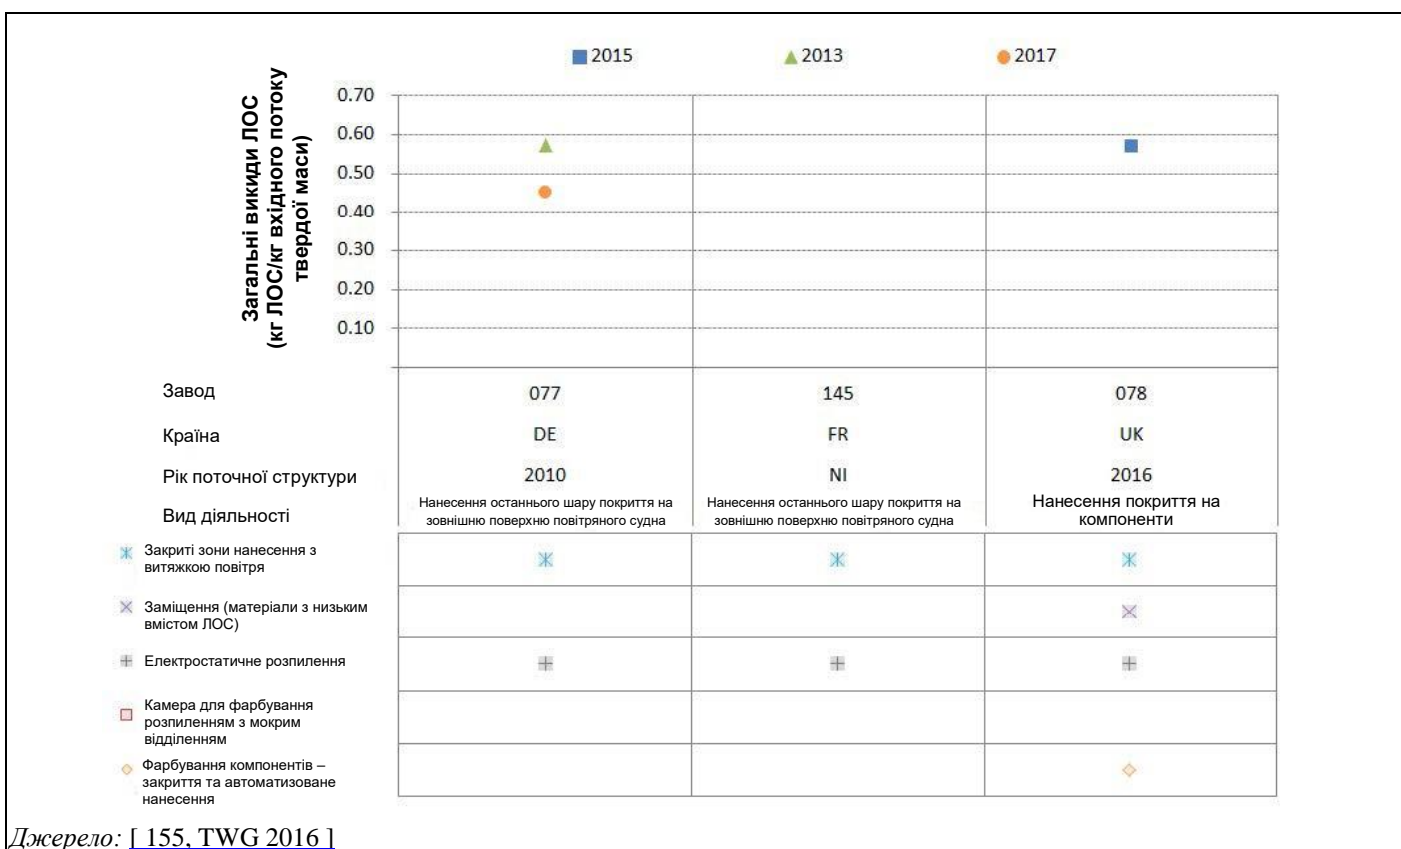 2015 2013 2017
Загальні викиди ЛОС
(кг ЛОС/кг вхідного потоку
твердої маси)
0.70
0.60
0.50
0.40
0.30
0.20
0.10
Завод 077 145 078
Країна DE FR UK
Рік поточної структури 2010 NI 2016
Вид діяльності
Нанесення останнього шару покриття на
зовнішню поверхню повітряного судна
Нанесення останнього шару покриття на
зовнішню поверхню повітряного судна
Нанесення покриття на
компоненти
Закриті зони нанесення з
витяжкою повітря
Заміщення (матеріали з низьким
вмістом ЛОС)
Електростатичне розпилення
Камера для фарбування
розпиленням з мокрим
відділенням
Фарбування компонентів –
закриття та автоматизоване
нанесення
Джерело: [ 155, TWG 2016 ]